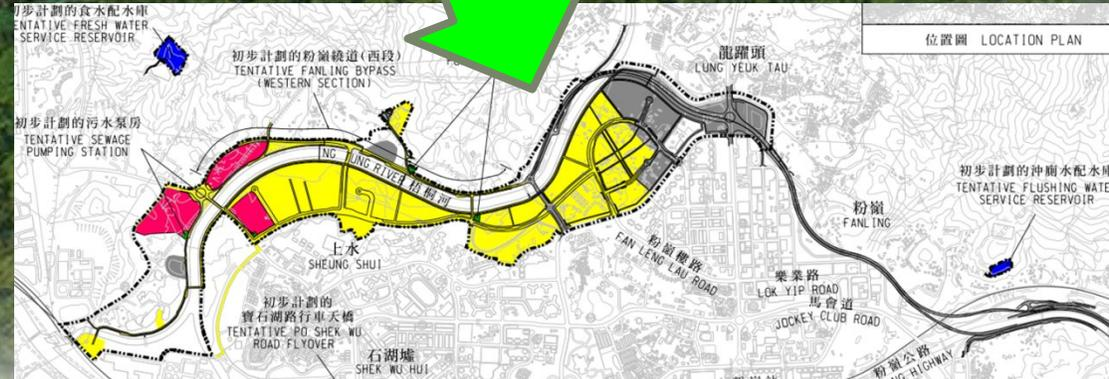 初步計劃的食水配水庫
TENTATIVE FRESH WATER
SERVICE RESERVOIR
初步計劃的粉嶺繞道(西段)
TENTATIVE FANLING BYPASS
(WESTERN SECTION)
龍躍頭
LUNG YEUK TAU
位置圖 LOCATION PLAN
初步計劃的污水泵房
TENTATIVE SEWAGE
PUMPING STATION
NG UNG RIVER 梧桐河
初步計劃的沖廁水配水庫
TENTATIVE FLUSHING WATE
SERVICE RESERVOIR
粉嶺
FANLING
上水
SHEUNG SHUI
粉嶺樓路
FAN LENG LAU ROAD
樂業路
LOK YIP ROAD
馬會道
JOCKEY CLUB ROAD
初步計劃的
寶石湖路行車天橋
TENTATIVE PO SHEK WU
ROAD FLYOVER
石湖墟
SHEK WU HUI
粉嶺公路
NG HIGHWAY